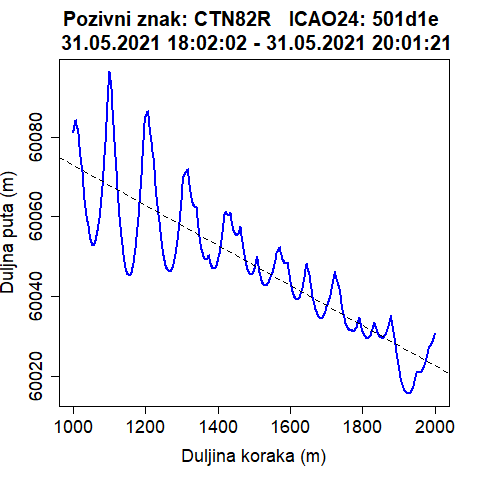 Pozivni znak: CTN82R ICAO24: 501d1e
31.05.2021 18:02:02 - 31.05.2021 20:01:21
Duljna puta (m)
60080
60060
60040
60020
1000 1200 1400 1600 1800 2000
Duljina koraka (m)